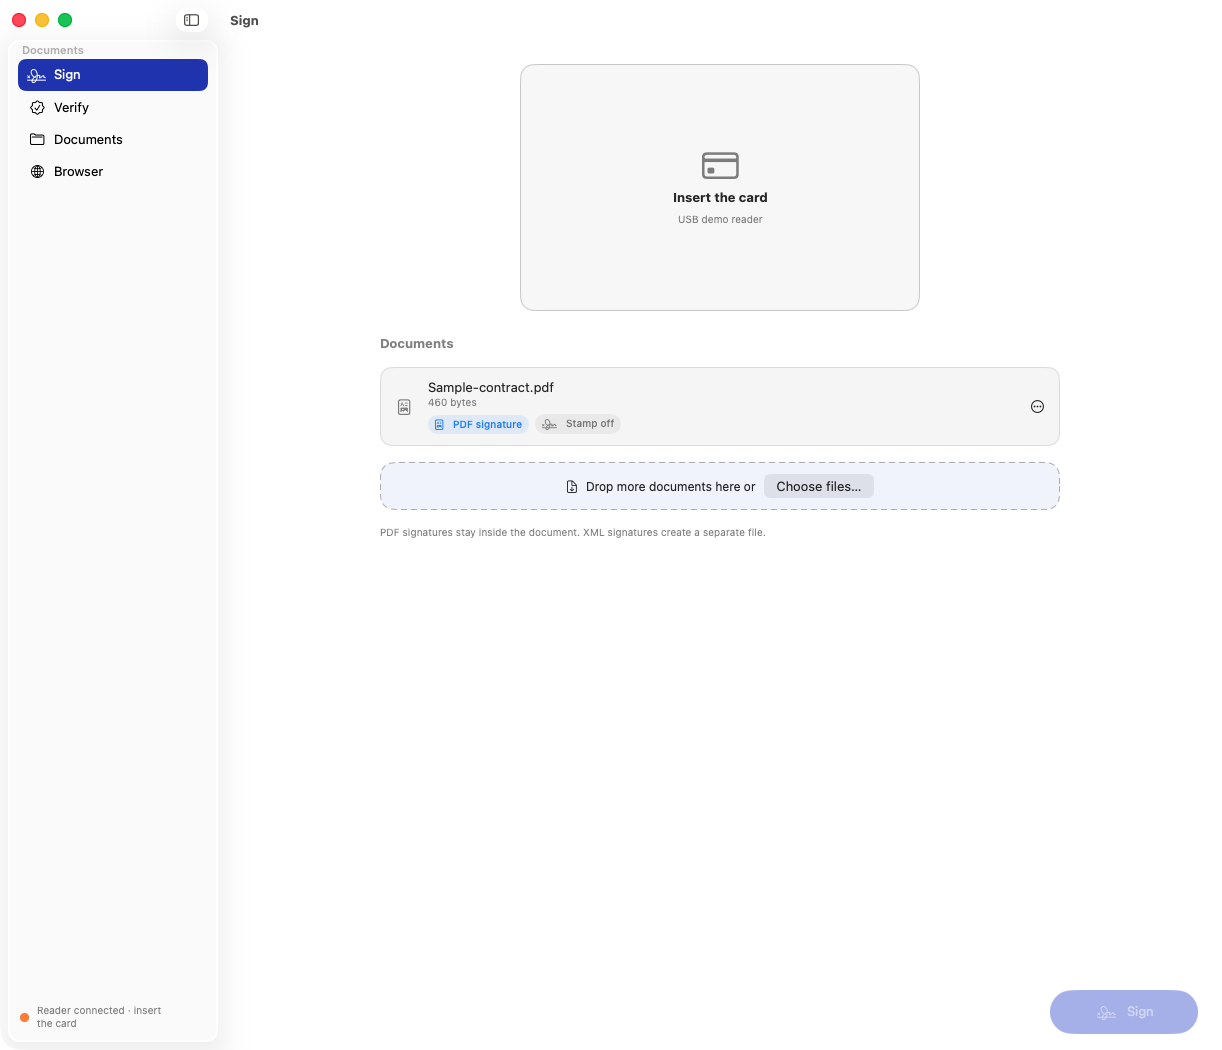 Sign
Documents
Sign
Verify
Documents
Browser
Insert the card
USB demo reader
Documents
Sample-contract.pdf
460 bytes
PDF signature
Stamp off
Drop more documents here or
Choose files...
PDF signatures stay inside the document. XML signatures create a separate file.
Reader connected · insert
the card
Sign